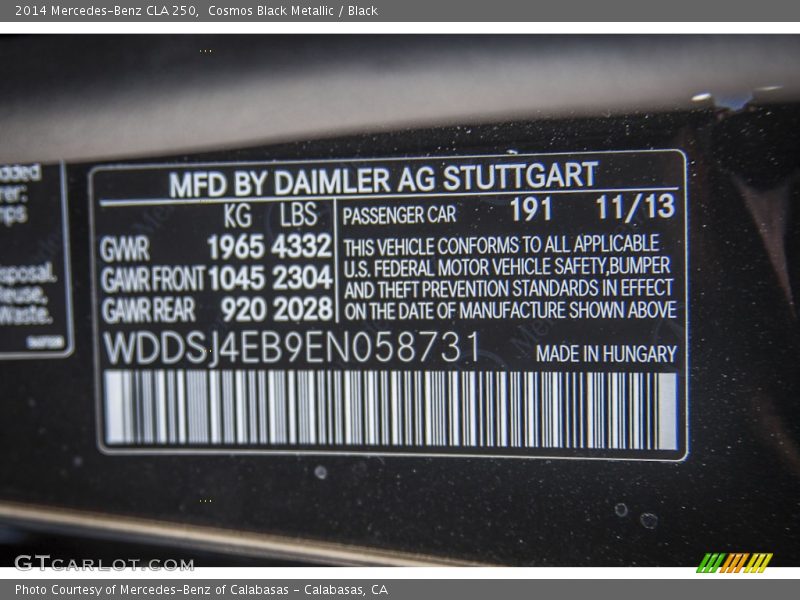 2014 Mercedes-Benz CLA 250,  Cosmos Black Metallic / Black
MFD BY DAIMLER AG STUTTGART
KG LBS
GWR 1965 4332
GAWR FRONT 1045 2304
GAWR REAR 920 2028
PASSENGER CAR 191 11/13
THIS VEHICLE CONFORMS TO ALL APPLICABLE
U.S. FEDERAL MOTOR VEHICLE SAFETY,BUMPER
AND THEFT PREVENTION STANDARDS IN EFFECT
ON THE DATE OF MANUFACTURE SHOWN ABOVE
WDDSJ4EB9EN058731
MADE IN HUNGARY
GTCARLOT.COM
Photo Courtesy of Mercedes-Benz of Calabasas - Calabasas, CA